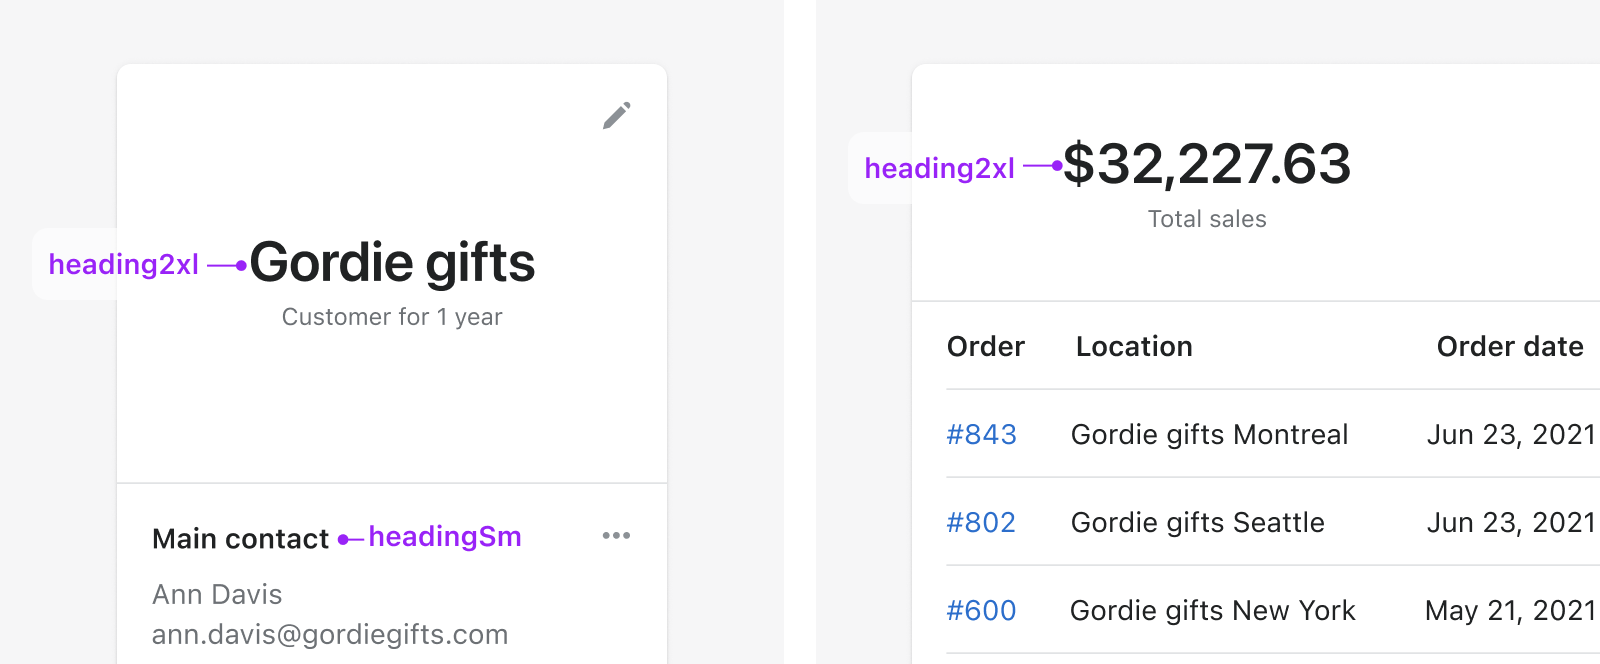 heading2xl
Gordie gifts
Customer for 1 year
Main contact
headingSm
Ann Davis
ann.davis@gordiegifts.com
heading2xl
$32,227.63
Total sales
Order Location Order date
#843 Gordie gifts Montreal Jun 23, 2021
#802 Gordie gifts Seattle Jun 23, 2021
#600 Gordie gifts New York May 21, 2021